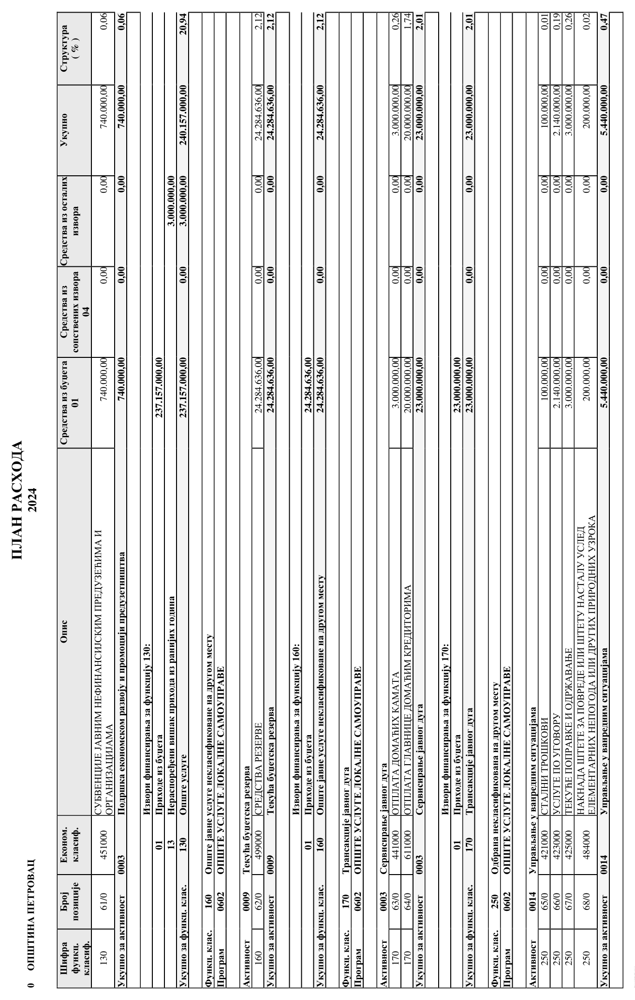 ПЛАН РАСХОДА
2024
0 ОПШТИНА ПЕТРОВАЦ
Шифра функц. класиф. Број позиције Економ. класиф. Опис Средства из буџета 01 Средства из сопствених извора 04 Средства из осталих извора Укупно Структура ( % )
130 61/0 451000 СУБВЕНЦИЈЕ ЈАВНИМ НЕФИНАНСИЈСКИМ ПРЕДУЗЕЋИМА И 740.000,00 0,00 0,00 740.000,00 0,06
ОРГАНИЗАЦИЈАМА
Укупно за активност 0003 Подршка економском развоју и промоцији предузетништва 740.000,00 0,00 0,00 740.000,00 0,06
Извори финансирања за функцију 130:
01 Приходе из буџета 237.157.000,00
13 Нераспоређени вишак прихода из ранијих година 3.000.000,00
Укупно за функц. клас. 130 Опште услуге 237.157.000,00 0,00 3.000.000,00 240.157.000,00 20,94
Функц. клас. 160 Опште јавне услуге некласификоване на другом месту
Програм 0602 ОПШТЕ УСЛУГЕ ЛОКАЛНЕ САМОУПРАВЕ
Активност 0009 Текућа буџетска резерва
160 62/0 499000 СРЕДСТВА РЕЗЕРВЕ 24.284.636,00 0,00 0,00 24.284.636,00 2,12
Укупно за активност 0009 Текућа буџетска резерва 24.284.636,00 0,00 0,00 24.284.636,00 2,12
Извори финансирања за функцију 160:
01 Приходе из буџета 24.284.636,00
Укупно за функц. клас. 160 Опште јавне услуге некласификоване на другом месту 24.284.636,00 0,00 0,00 24.284.636,00 2,12
Функц. клас. 170 Трансакције јавног дуга
Програм 0602 ОПШТЕ УСЛУГЕ ЛОКАЛНЕ САМОУПРАВЕ
Активност 0003 Сервисирање јавног дуга
170 63/0 441000 ОТПЛАТА ДОМАЋИХ КАМАТА 3.000.000,00 0,00 0,00 3.000.000,00 0,26
170 64/0 611000 ОТПЛАТА ГЛАВНИЦЕ ДОМАЋИМ КРЕДИТОРИМА 20.000.000,00 0,00 0,00 20.000.000,00 1,74
Укупно за активност 0003 Сервисирање јавног дуга 23.000.000,00 0,00 0,00 23.000.000,00 2,01
Извори финансирања за функцију 170:
01 Приходе из буџета 23.000.000,00
Укупно за функц. клас. 170 Трансакције јавног дуга 23.000.000,00 0,00 0,00 23.000.000,00 2,01
Функц. клас. 250 Одбрана некласификована на другом месту
Програм 0602 ОПШТЕ УСЛУГЕ ЛОКАЛНЕ САМОУПРАВЕ
Активност 0014 Управљање у ванредним ситуацијама
250 65/0 421000 СТАЛНИ ТРОШКОВИ 100.000,00 0,00 0,00 100.000,00 0,01
250 66/0 423000 УСЛУГЕ ПО УГОВОРУ 2.140.000,00 0,00 0,00 2.140.000,00 0,19
250 67/0 425000 ТЕКУЋЕ ПОПРАВКЕ И ОДРЖАВАЊЕ 3.000.000,00 0,00 0,00 3.000.000,00 0,26
250 68/0 484000 НАКНАДА ШТЕТЕ ЗА ПОВРЕДЕ ИЛИ ШТЕТУ НАСТАЛУ УСЛЕД 200.000,00 0,00 0,00 200.000,00 0,02
ЕЛЕМЕНТАРНИХ НЕПОГОДА ИЛИ ДРУГИХ ПРИРОДНИХ УЗРОКА
Укупно за активност 0014 Управљање у ванредним ситуацијама 5.440.000,00 0,00 0,00 5.440.000,00 0,47